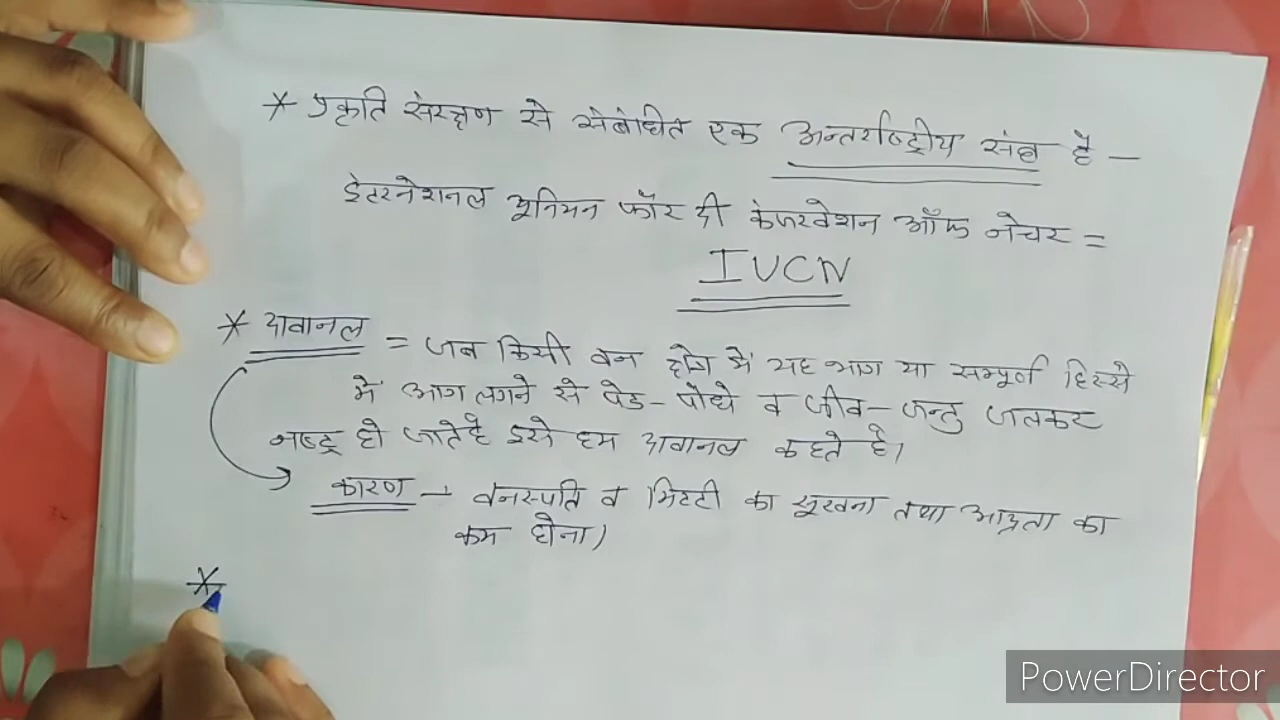 * प्रकृति संरक्षण से संबंधित एक अन्तर्राष्ट्रीय संघ है –
इंटरनेशनल यूनियन फॉर दी कंजरवेशन ऑफ नेचर =
IUCN
* दावानल = जब किसी वन क्षेत्र में यह भाग या सम्पूर्ण हिस्से
में आग लगने से पेड़-पौधे व जीव-जन्तु जलकर
नष्ट हो जाते है इसे हम दावानल कहते है।
कारण – वनस्पति व मिट्टी का सूखना तथा आद्रता का
कम होना।
*
PowerDirector